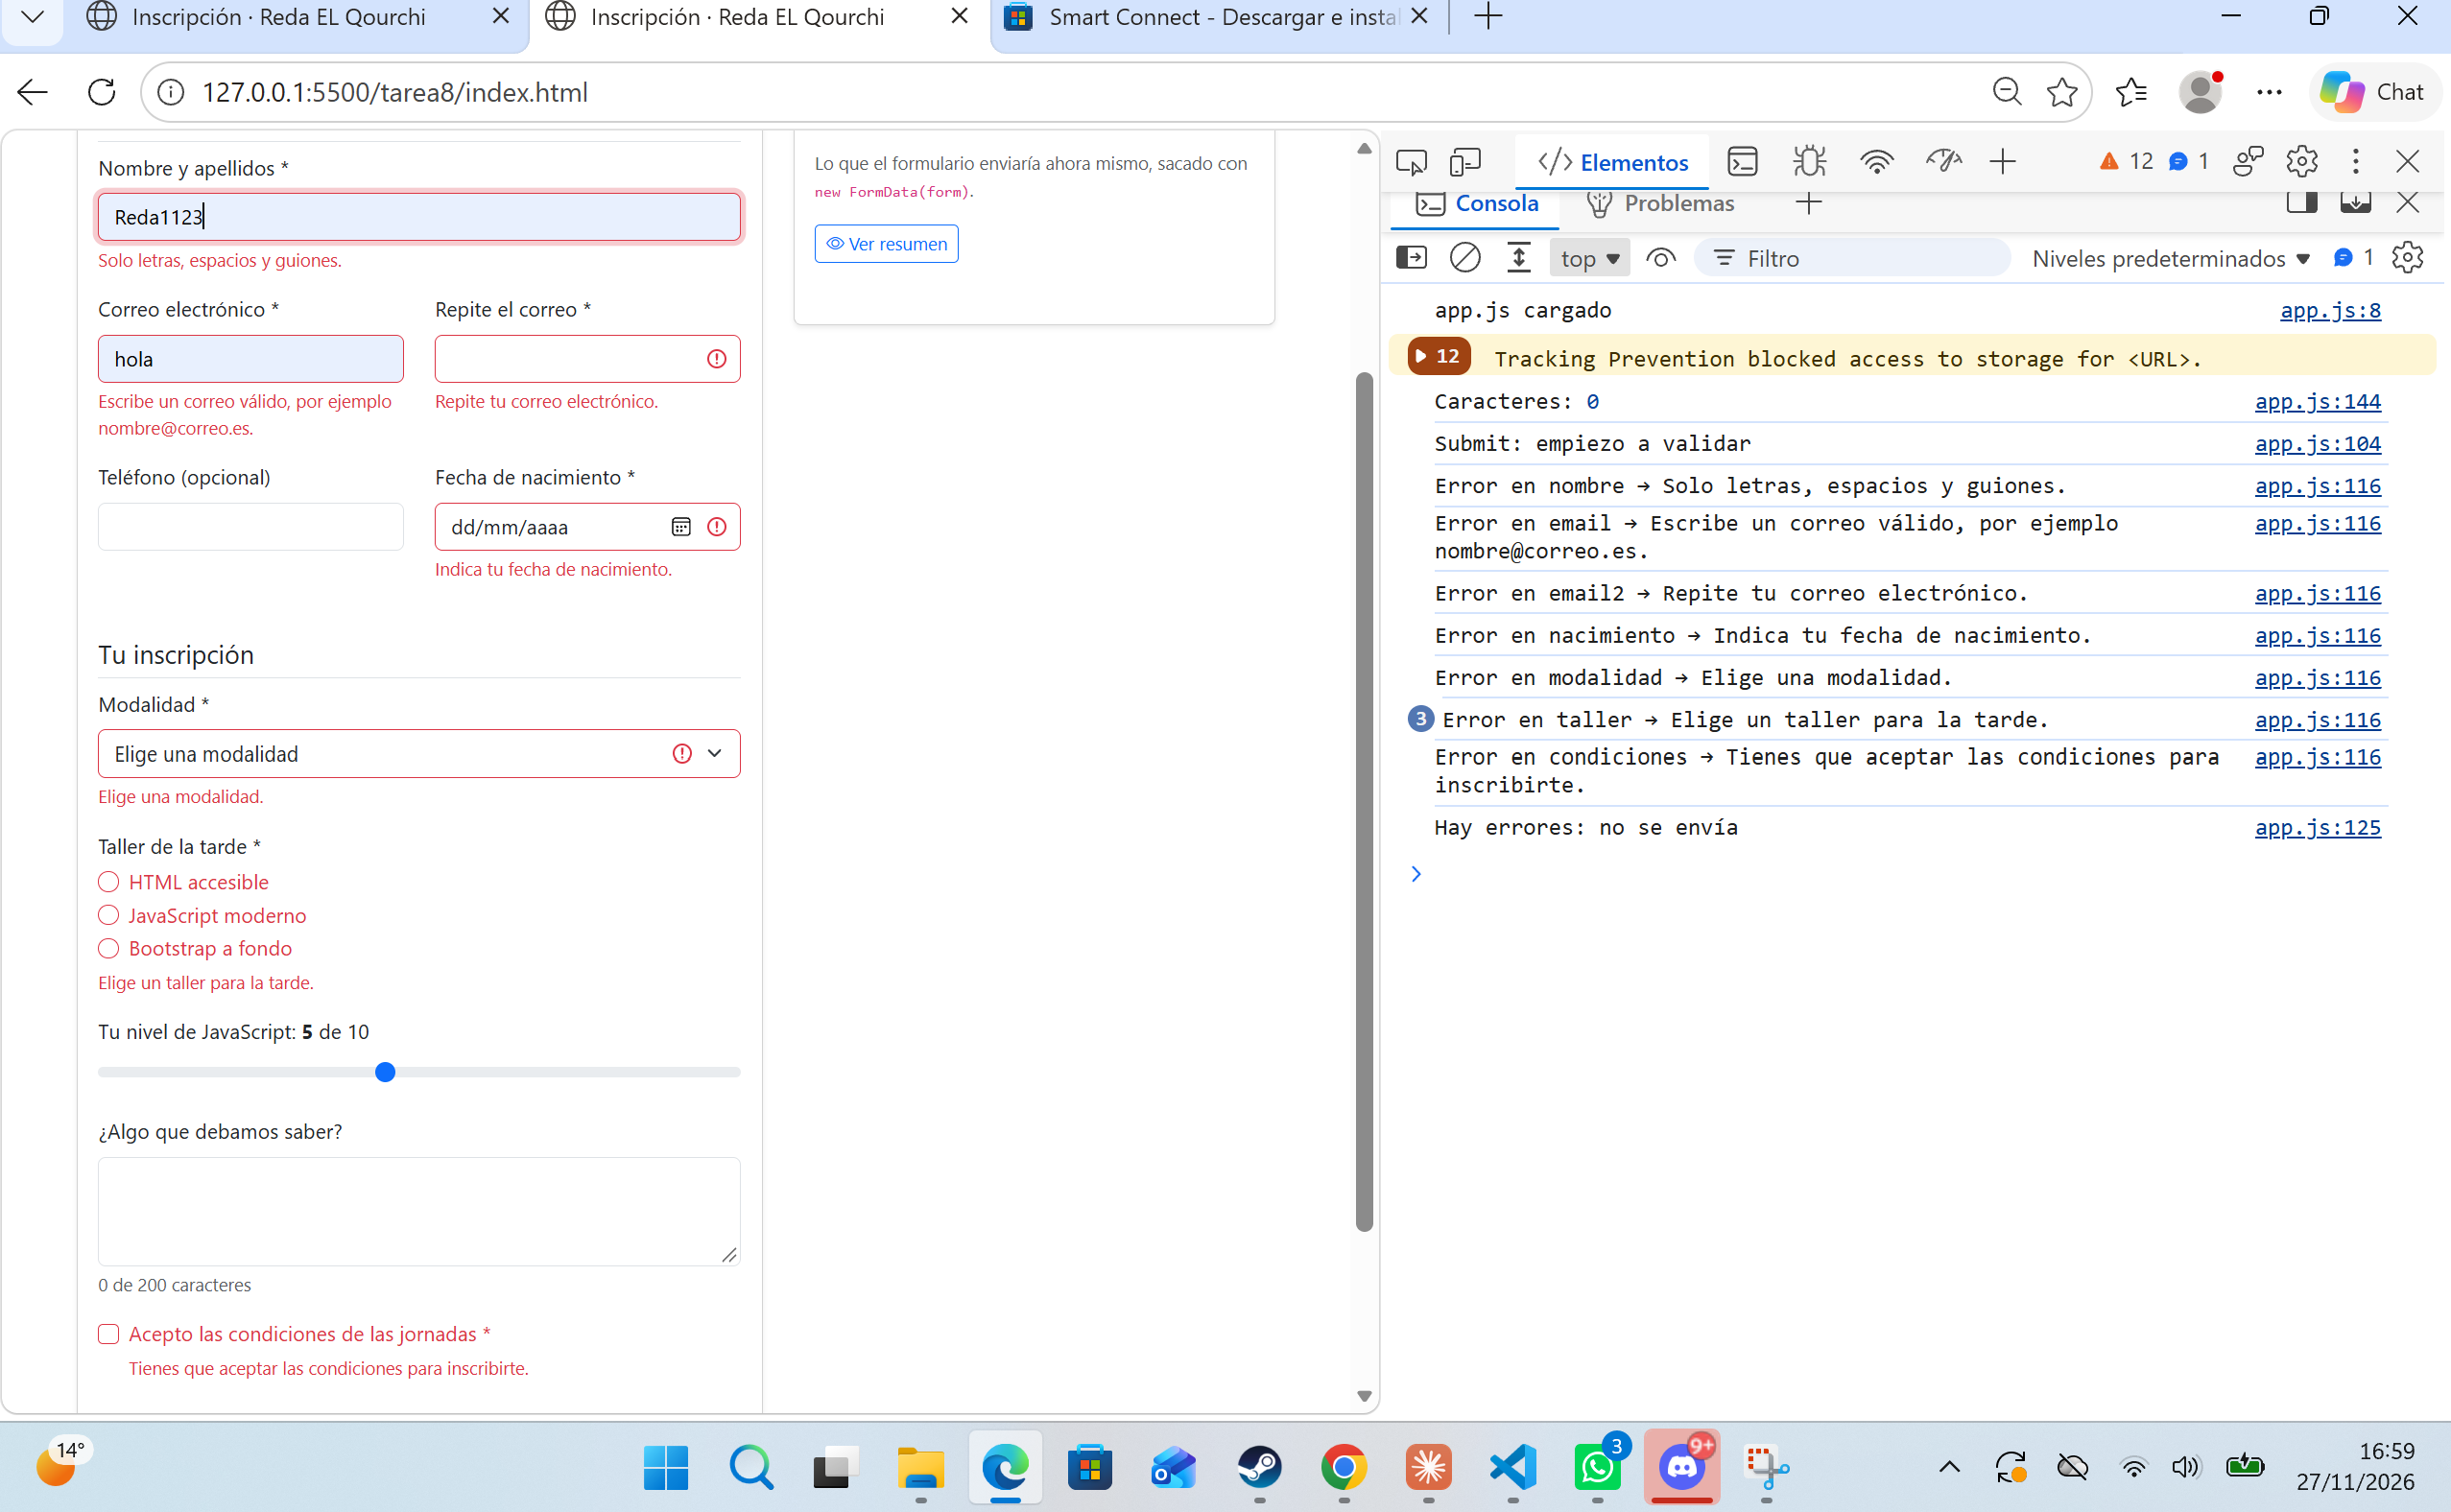 Inscripción · Reda EL Qourchi
Inscripción · Reda EL Qourchi
Smart Connect - Descargar e instal
127.0.0.1:5500/tarea8/index.html
Chat
Nombre y apellidos *
Reda1123
Solo letras, espacios y guiones.
Correo electrónico *
Repite el correo *
hola
Escribe un correo válido, por ejemplo
nombre@correo.es.
Repite tu correo electrónico.
Teléfono (opcional)
Fecha de nacimiento *
dd/mm/aaaa
Indica tu fecha de nacimiento.
Tu inscripción
Modalidad *
Elige una modalidad
Elige una modalidad.
Taller de la tarde *
HTML accesible
JavaScript moderno
Bootstrap a fondo
Elige un taller para la tarde.
Tu nivel de JavaScript: 5 de 10
¿Algo que debamos saber?
0 de 200 caracteres
Acepto las condiciones de las jornadas *
Tienes que aceptar las condiciones para inscribirte.
Lo que el formulario enviaría ahora mismo, sacado con
new FormData(form).
Ver resumen
Elementos
12
1
Consola
Problemas
top
Filtro
Niveles predeterminados
1
app.js cargado app.js:8
12 Tracking Prevention blocked access to storage for <URL>.
Caracteres: 0 app.js:144
Submit: empiezo a validar app.js:104
Error en nombre → Solo letras, espacios y guiones. app.js:116
Error en email → Escribe un correo válido, por ejemplo app.js:116
nombre@correo.es.
Error en email2 → Repite tu correo electrónico. app.js:116
Error en nacimiento → Indica tu fecha de nacimiento. app.js:116
Error en modalidad → Elige una modalidad. app.js:116
3 Error en taller → Elige un taller para la tarde. app.js:116
Error en condiciones → Tienes que aceptar las condiciones para app.js:116
inscribirte.
Hay errores: no se envía app.js:125
14°
3
9+
16:59
27/11/2026